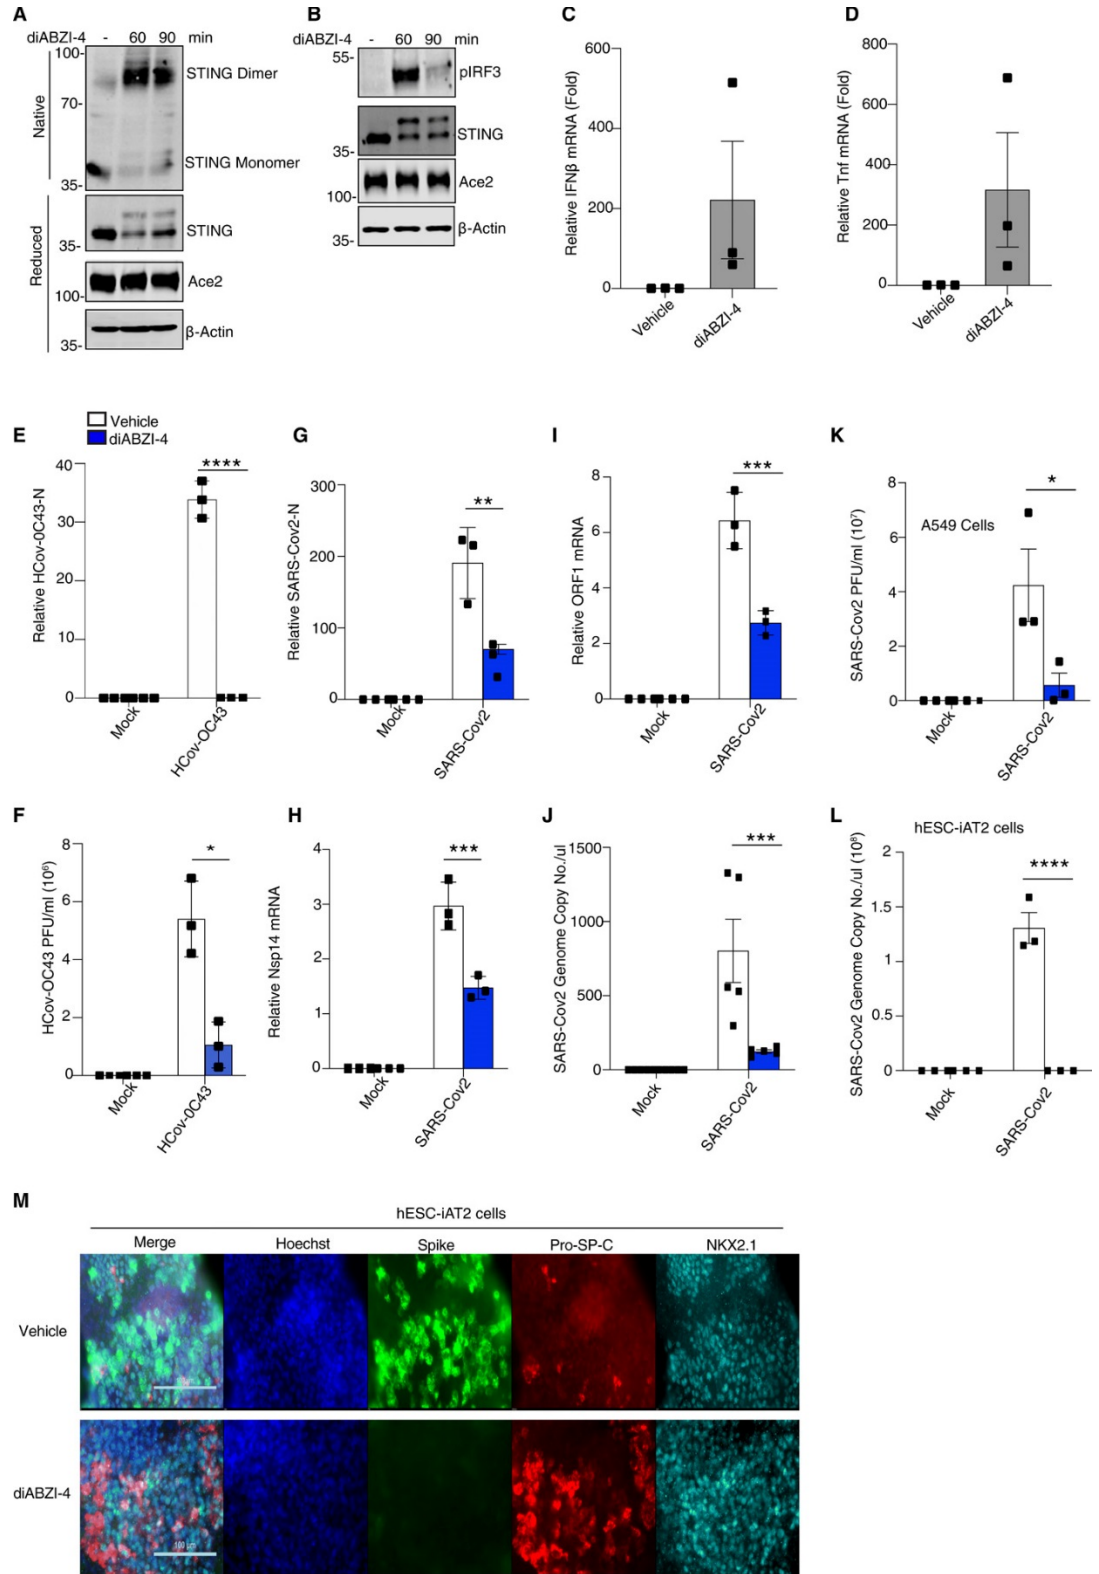 A
diABZI-4 - 60 90 min
100-
STING Dimer
70-
STING Monomer
35-
Native
STING
35-
Ace2
100-
β-Actin
35-
Reduced
B
diABZI-4 - 60 90 min
55-
pIRF3
STING
35-
Ace2
100-
β-Actin
35-
C
Relative IFNβ mRNA (Fold)
600
400
200
0
Vehicle
diABZI-4
D
Relative Tnf mRNA (Fold)
800
600
400
200
0
Vehicle
diABZI-4
Vehicle
diABZI-4
E
Relative HCov-0C43-N
40
30
20
10
0
****
Mock
HCov-OC43
G
Relative SARS-Cov2-N
300
200
100
0
**
Mock
SARS-Cov2
I
Relative ORF1 mRNA
8
6
4
2
0
***
Mock
SARS-Cov2
K
SARS-Cov2 PFU/ml (10⁷)
8
6
4
2
0
A549 Cells
*
Mock
SARS-Cov2
F
HCov-OC43 PFU/ml (10⁶)
8
6
4
2
0
*
Mock
HCov-0C43
H
Relative Nsp14 mRNA
4
3
2
1
0
***
Mock
SARS-Cov2
J
SARS-Cov2 Genome Copy No./ul
1500
1000
500
0
***
Mock
SARS-Cov2
L
hESC-iAT2 cells
SARS-Cov2 Genome Copy No./ul (10⁸)
2
1.5
1
0.5
0
****
Mock
SARS-Cov2
M
hESC-iAT2 cells
Merge Hoechst Spike Pro-SP-C NKX2.1
Vehicle
diABZI-4
100 µm